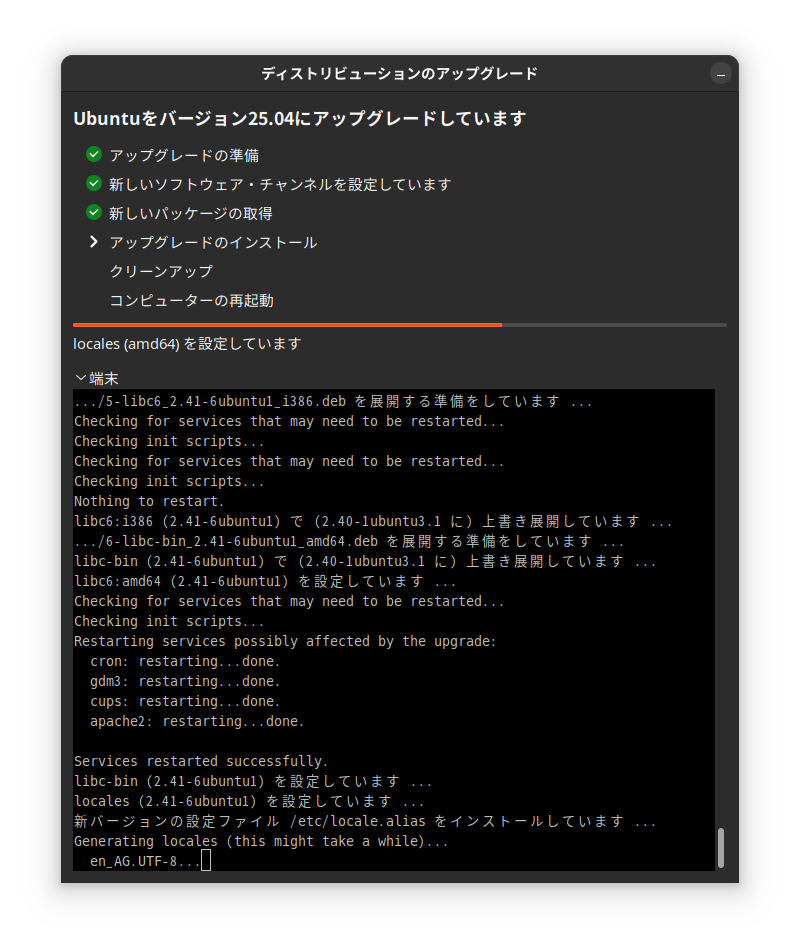 ディストリビューションのアップグレード
Ubuntuをバージョン25.04にアップグレードしています
アップグレードの準備
新しいソフトウェア・チャンネルを設定しています
新しいパッケージの取得
アップグレードのインストール
クリーンアップ
コンピューターの再起動
locales (amd64) を設定しています
端末
.../5-libc6_2.41-6ubuntu1_i386.deb を展開する準備をしています ...
Checking for services that may need to be restarted...
Checking init scripts...
Checking for services that may need to be restarted...
Checking init scripts...
Nothing to restart.
libc6:i386 (2.41-6ubuntu1) で (2.40-1ubuntu3.1 に) 上書き展開しています ...
.../6-libc-bin_2.41-6ubuntu1_amd64.deb を展開する準備をしています ...
libc-bin (2.41-6ubuntu1) で (2.40-1ubuntu3.1 に) 上書き展開しています ...
libc6:amd64 (2.41-6ubuntu1) を設定しています ...
Checking for services that may need to be restarted...
Checking init scripts...
Restarting services possibly affected by the upgrade:
  cron: restarting...done.
  gdm3: restarting...done.
  cups: restarting...done.
  apache2: restarting...done.

Services restarted successfully.
libc-bin (2.41-6ubuntu1) を設定しています ...
locales (2.41-6ubuntu1) を設定しています ...
新バージョンの設定ファイル /etc/locale.alias をインストールしています ...
Generating locales (this might take a while)...
  en_AG.UTF-8...